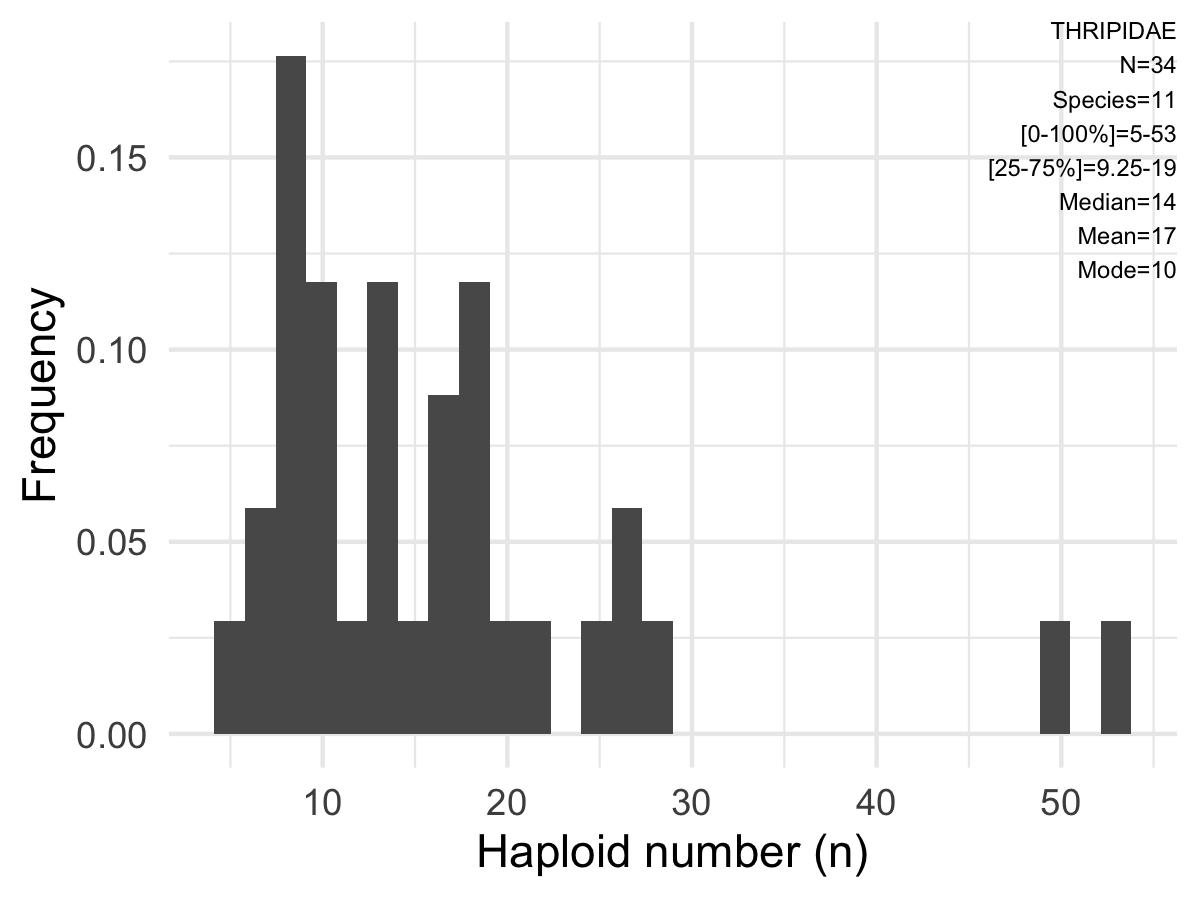 THRIPIDAE
N=34
Species=11
[0-100%]=5-53
[25-75%]=9.25-19
Median=14
Mean=17
Mode=10
Frequency
0.15
0.10
0.05
0.00
10 20 30 40 50
Haploid number (n)